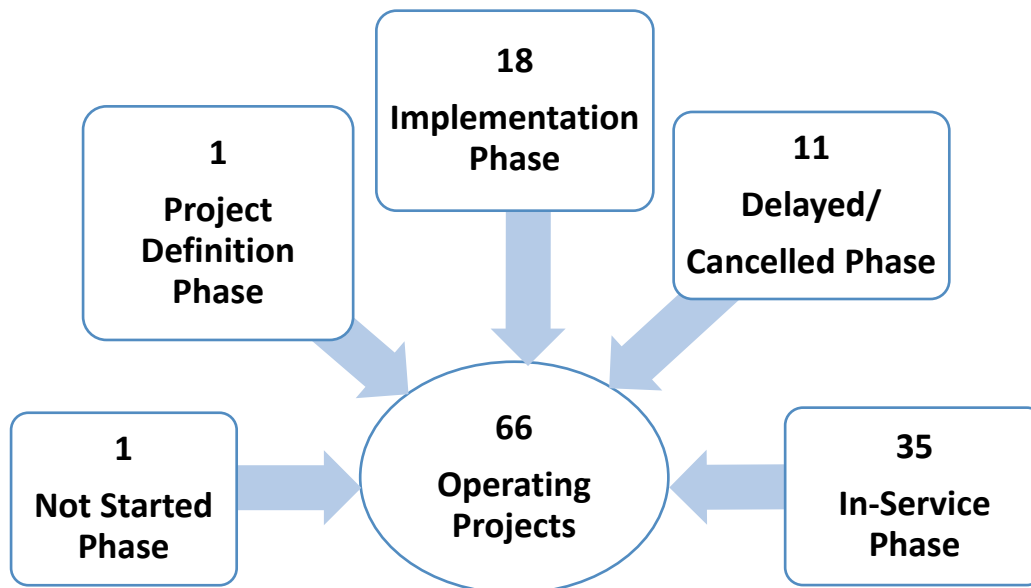 18
Implementation
Phase
1
Project
Definition
Phase
11
Delayed/
Cancelled Phase
1
Not Started
Phase
66
Operating
Projects
35
In-Service
Phase